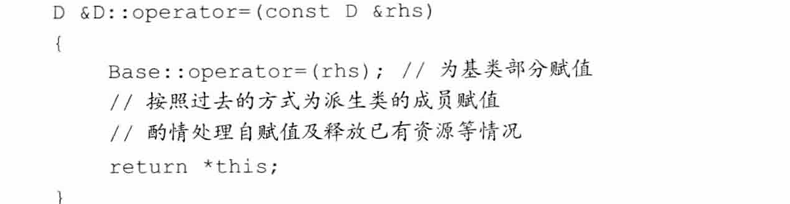 D &D::operator=(const D &rhs)
{
Base::operator=(rhs); // 为基类部分赋值
// 按照过去的方式为派生类的成员赋值
// 酌情处理自赋值及释放已有资源等情况
return *this;
}